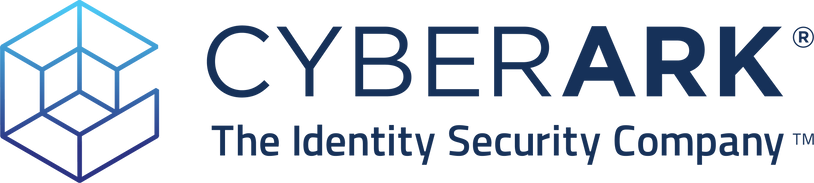 CYBERARK®
The Identity Security Company™